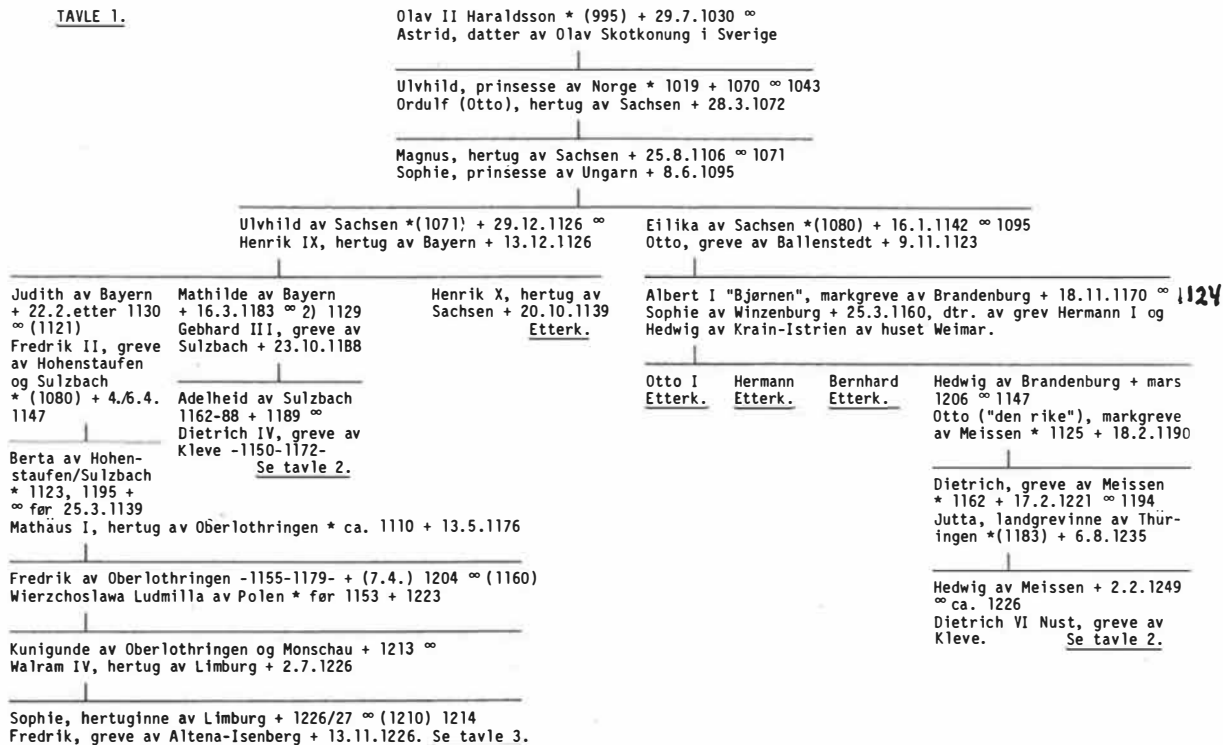 TAVLE 1.
Olav II Haraldsson * (995) + 29.7.1030 ∞
Astrid, datter av Olav Skotkonung i Sverige
Ulvhild, prinsesse av Norge * 1019 + 1070 ∞ 1043
Ordulf (Otto), hertug av Sachsen + 28.3.1072
Magnus, hertug av Sachsen + 25.8.1106 ∞ 1071
Sophie, prinsesse av Ungarn + 8.6.1095
Ulvhild av Sachsen *(1071) + 29.12.1126 ∞
Henrik IX, hertug av Bayern + 13.12.1126
Eilika av Sachsen *(1080) + 16.1.1142 ∞ 1095
Otto, greve av Ballenstedt + 9.11.1123
Judith av Bayern
+ 22.2.etter 1130
∞ (1121)
Fredrik II, greve
av Hohenstaufen
og Sulzbach
* (1080) + 4./6.4.
1147
Mathilde av Bayern
+ 16.3.1183 ∞ 2) 1129
Gebhard III, greve av
Sulzbach + 23.10.1188
Henrik X, hertug av
Sachsen + 20.10.1139
Etterk.
Albert I "Bjørnen", markgreve av Brandenburg + 18.11.1170 ∞ 1124
Sophie av Winzenburg + 25.3.1160, dtr. av grev Hermann I og
Hedwig av Krain-Istrien av huset Weimar.
Adelheid av Sulzbach
1162-88 + 1189 ∞
Dietrich IV, greve av
Kleve -1150-1172-
Se tavle 2.
Otto I
Etterk.
Hermann
Etterk.
Bernhard
Etterk.
Hedwig av Brandenburg + mars
1206 ∞ 1147
Otto ("den rike"), markgreve
av Meissen * 1125 + 18.2.1190
Berta av Hohen-
staufen/Sulzbach
* 1123, 1195 +
∞ før 25.3.1139
Mathäus I, hertug av Oberlothringen * ca. 1110 + 13.5.1176
Dietrich, greve av Meissen
* 1162 + 17.2.1221 ∞ 1194
Jutta, landgrevinne av Thür-
ingen *(1183) + 6.8.1235
Fredrik av Oberlothringen -1155-1179- + (7.4.) 1204 ∞ (1160)
Wierzchoslawa Ludmilla av Polen * før 1153 + 1223
Hedwig av Meissen + 2.2.1249
∞ ca. 1226
Dietrich VI Nust, greve av
Kleve. Se tavle 2.
Kunigunde av Oberlothringen og Monschau + 1213 ∞
Walram IV, hertug av Limburg + 2.7.1226
Sophie, hertuginne av Limburg + 1226/27 ∞ (1210) 1214
Fredrik, greve av Altena-Isenberg + 13.11.1226. Se tavle 3.